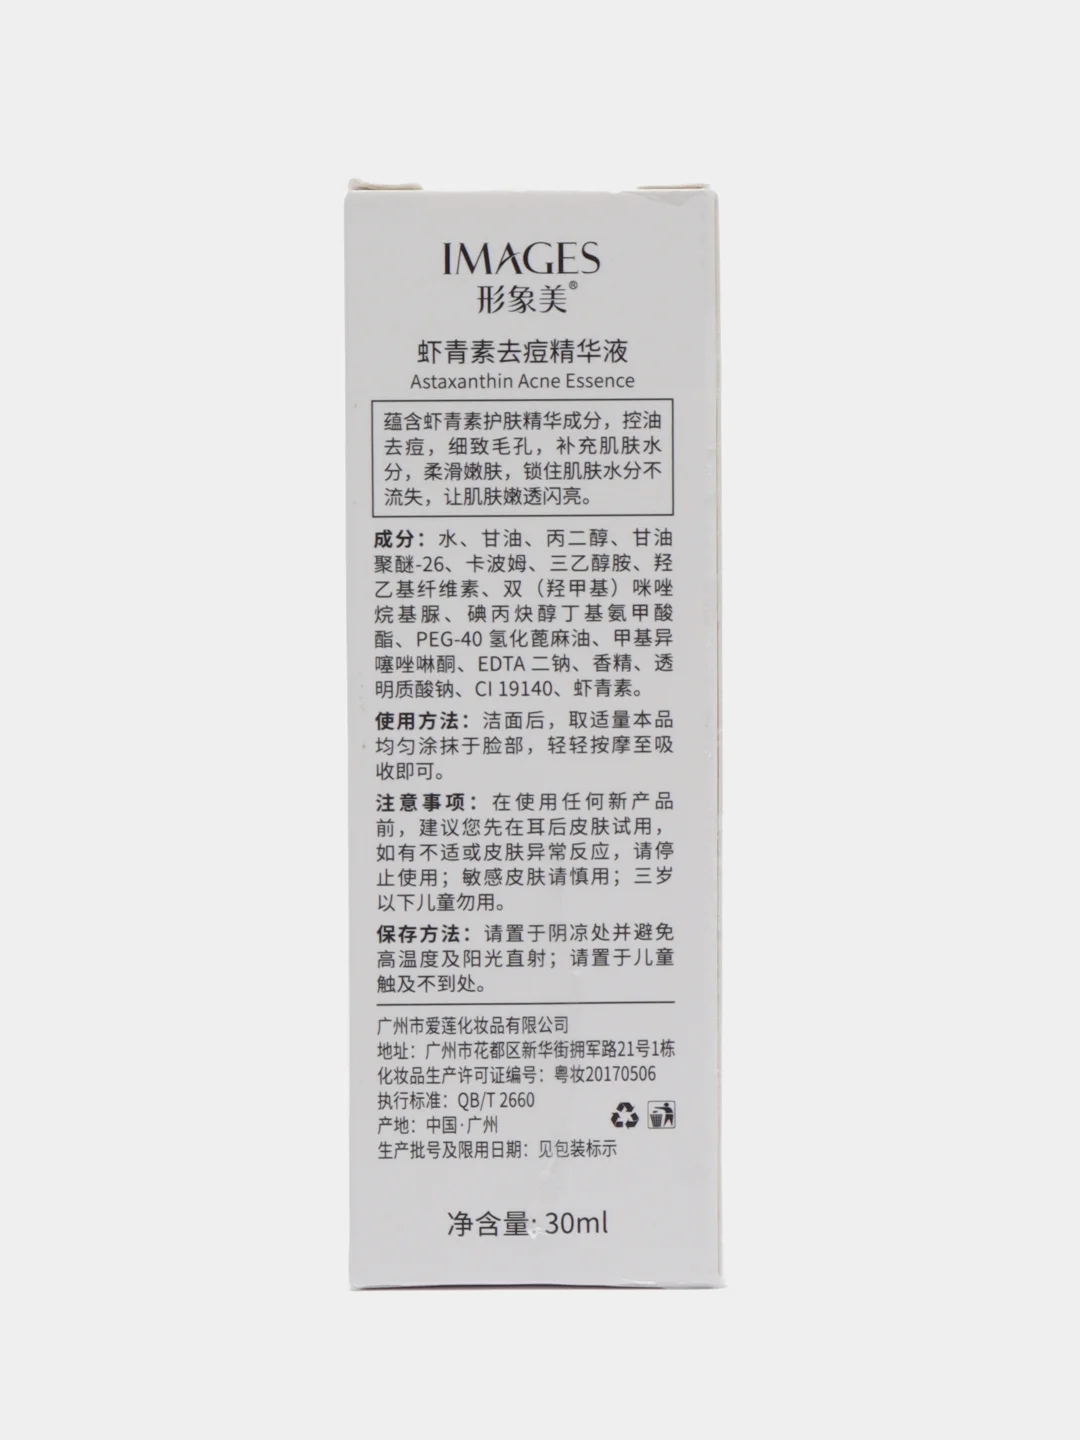 IMAGES
形象美®
虾青素去痘精华液
Astaxanthin Acne Essence
蕴含虾青素护肤精华成分，控油
去痘，细致毛孔，补充肌肤水
分，柔滑嫩肤，锁住肌肤水分不
流失，让肌肤嫩透闪亮。
成分：水、甘油、丙二醇、甘油
聚醚-26、卡波姆、三乙醇胺、羟
乙基纤维素、双（羟甲基）咪唑
烷基脲、碘丙炔醇丁基氨甲酸
酯、PEG-40 氢化蓖麻油、甲基异
噻唑啉酮、EDTA 二钠、香精、透
明质酸钠、CI 19140、虾青素。
使用方法：洁面后，取适量本品
均匀涂抹于脸部，轻轻按摩至吸
收即可。
注意事项：在使用任何新产品
前，建议您先在耳后皮肤试用，
如有不适或皮肤异常反应，请停
止使用；敏感皮肤请慎用；三岁
以下儿童勿用。
保存方法：请置于阴凉处并避免
高温度及阳光直射；请置于儿童
触及不到处。
广州市爱莲化妆品有限公司
地址：广州市花都区新华街拥军路21号1栋
化妆品生产许可证编号：粤妆20170506
执行标准：QB/T 2660
产地：中国·广州
生产批号及限用日期：见包装标示
净含量: 30ml